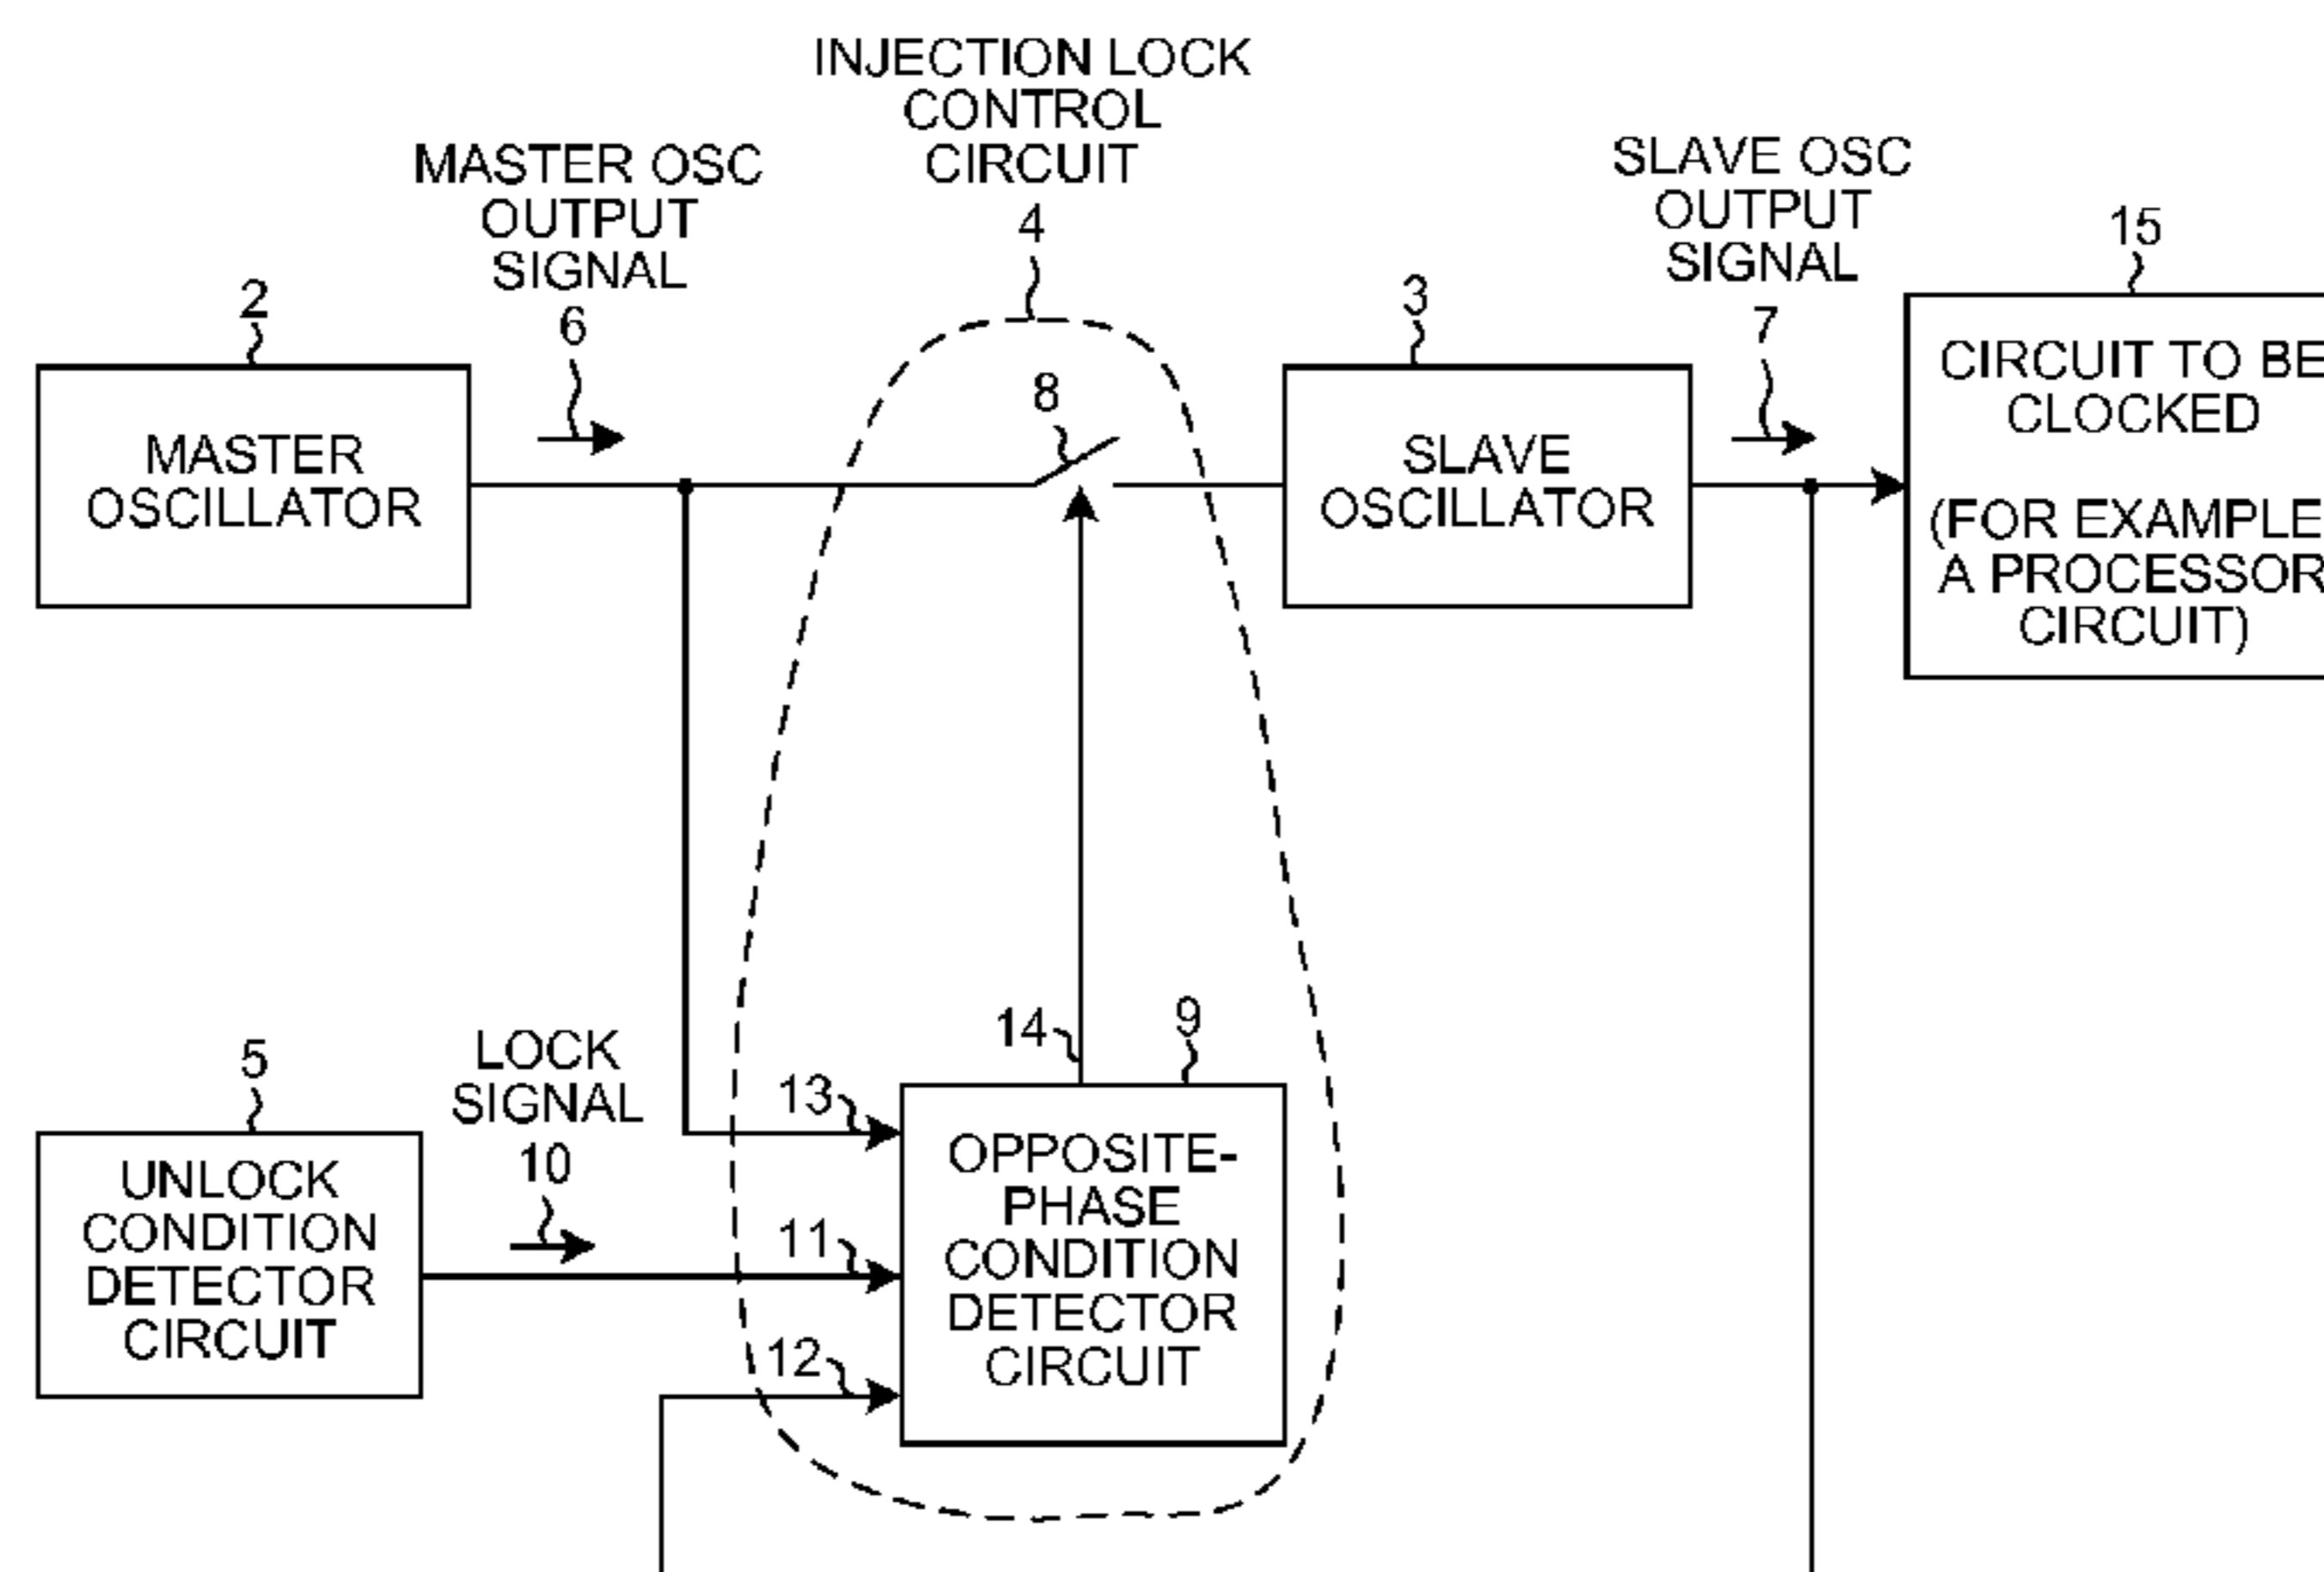 INJECTION LOCK
CONTROL
CIRCUIT
4
MASTER OSC
OUTPUT
SIGNAL
6
SLAVE OSC
OUTPUT
SIGNAL
7
15
2
3
8
MASTER
OSCILLATOR
SLAVE
OSCILLATOR
CIRCUIT TO BE
CLOCKED
(FOR EXAMPLE
A PROCESSOR
CIRCUIT)
14
9
5
LOCK
SIGNAL
10
13
11
12
UNLOCK
CONDITION
DETECTOR
CIRCUIT
OPPOSITE-
PHASE
CONDITION
DETECTOR
CIRCUIT